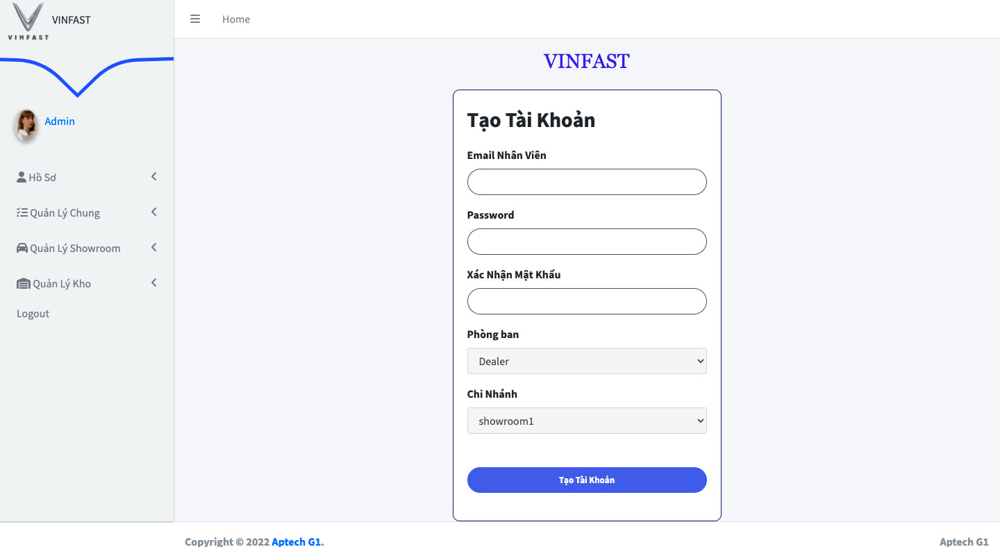 VINFAST
VINFAST
Admin
Hồ Sơ
Quản Lý Chung
Quản Lý Showroom
Quản Lý Kho
Logout
Home
VINFAST
Tạo Tài Khoản
Email Nhân Viên
Password
Xác Nhận Mật Khẩu
Phòng ban
Dealer
Chi Nhánh
showroom1
Tạo Tài Khoản
Copyright © 2022 Aptech G1.
Aptech G1